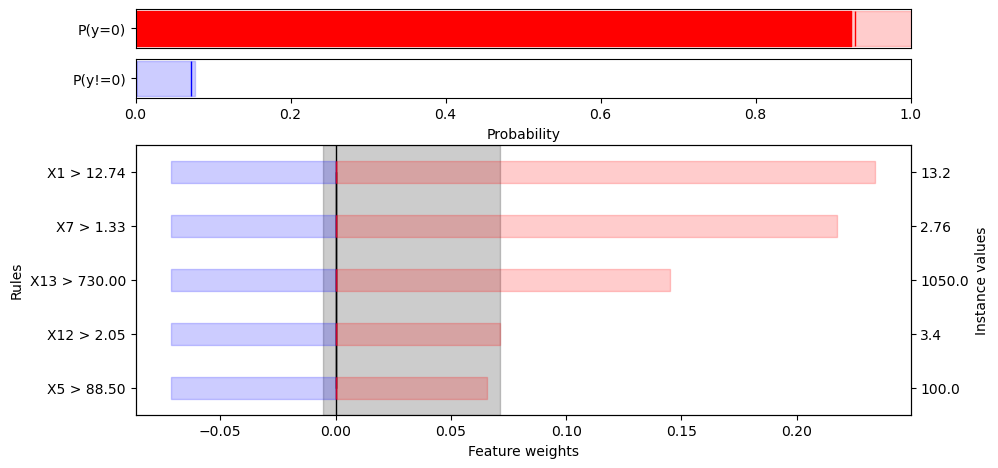 P(y=0)
P(y!=0)
0.0 0.2 0.4 0.6 0.8 1.0
Probability
X1 > 12.74 13.2
X7 > 1.33 2.76
X13 > 730.00 1050.0
X12 > 2.05 3.4
X5 > 88.50 100.0
Rules
Instance values
−0.05 0.00 0.05 0.10 0.15 0.20
Feature weights